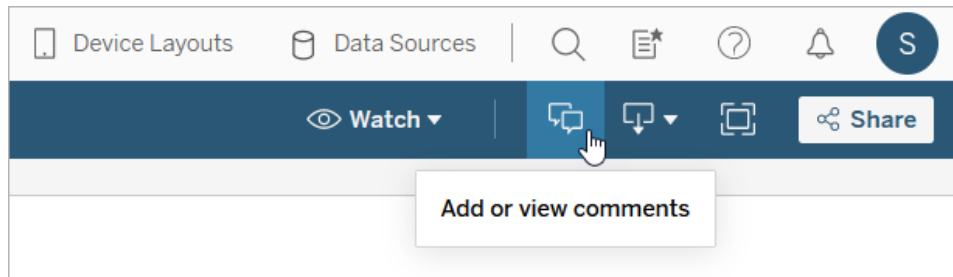 Device Layouts Data Sources S
Watch Share
Add or view comments